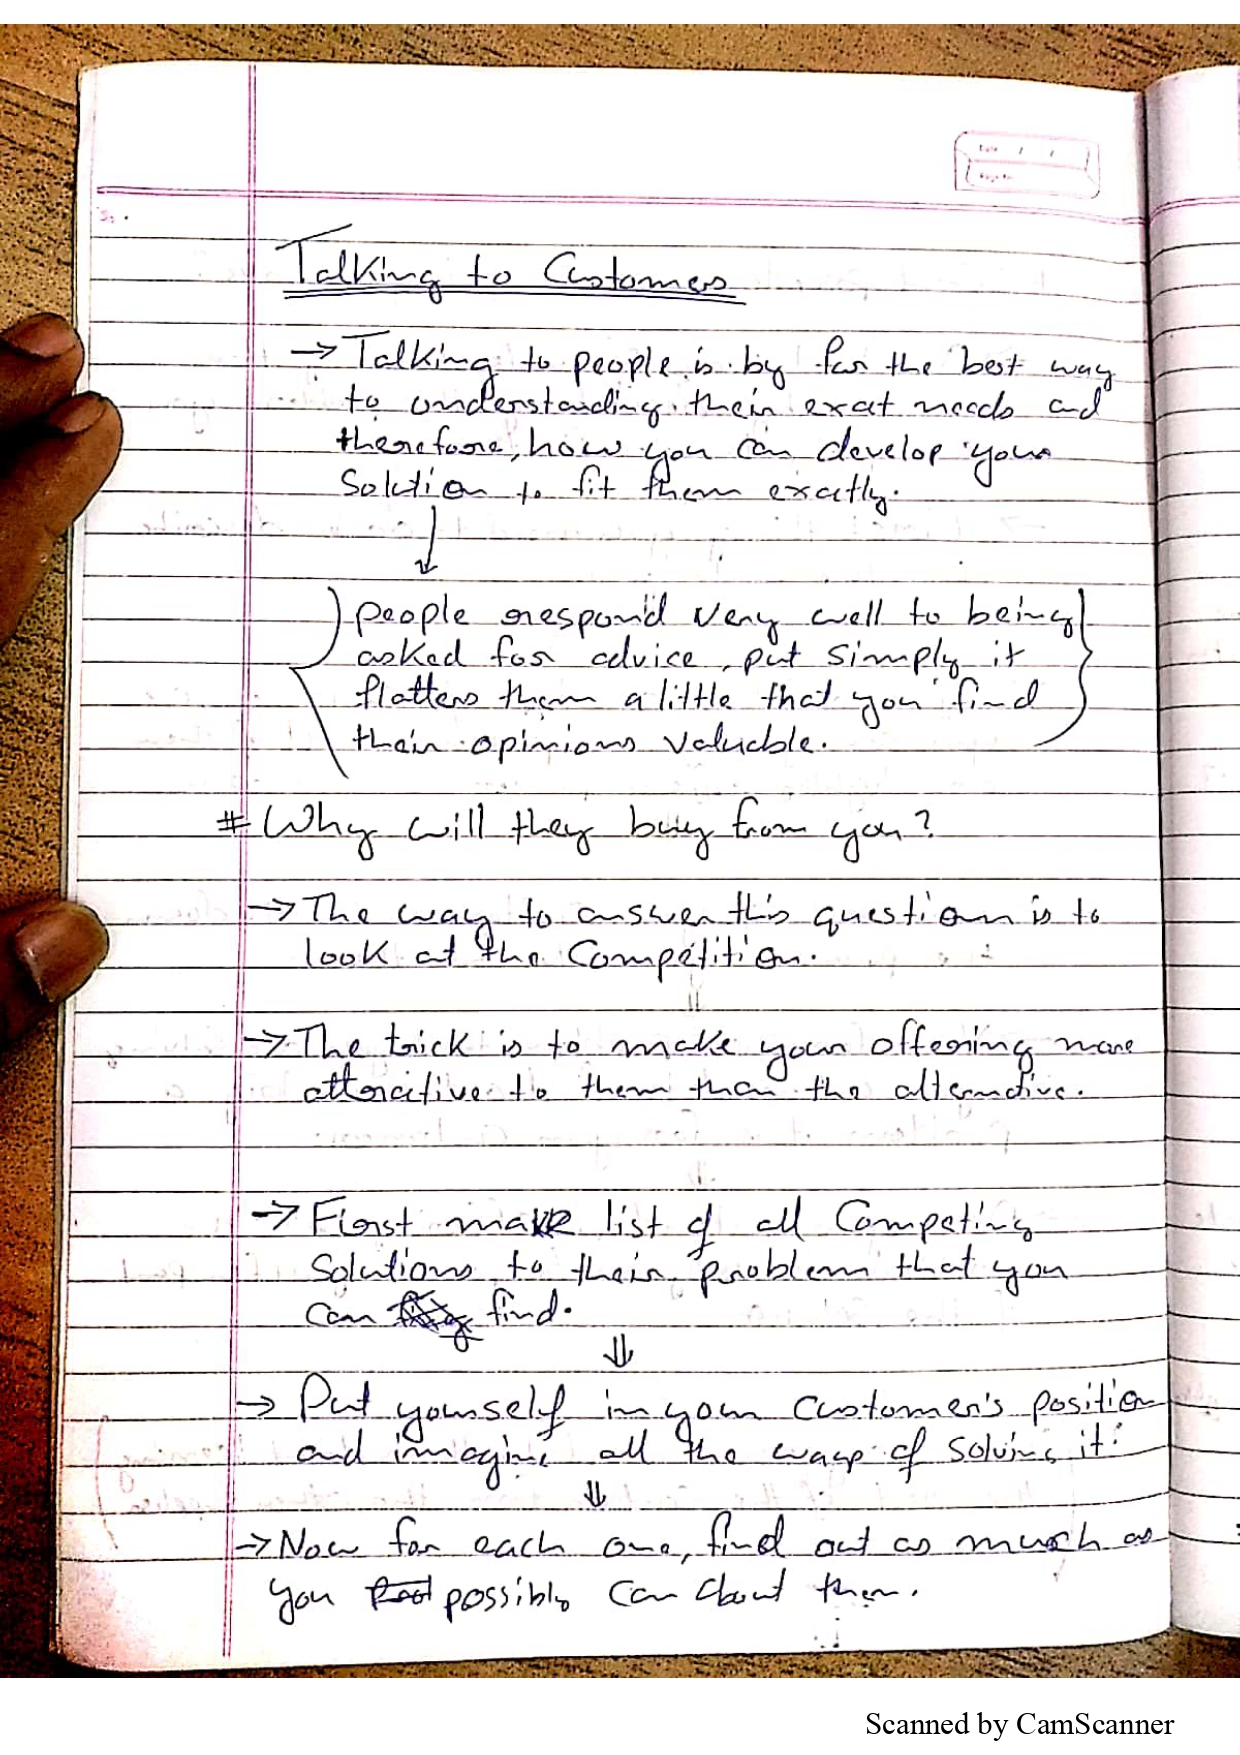 Talking to Customers
→ Talking to people is by far the best way
to understanding their exact needs and
therefore, how you can develop your
Solution to fit them exactly.
↓
people respond very well to being
asked for advice, put simply it
flatters them a little that you find
their opinions valuable.
# Why will they buy from you?
→ The way to answer this question is to
look at the Competition.
→ The trick is to make your offering more
attractive to them than the alternative.
→ First make list of all Competing
Solutions to their problem that you
can find.
⇓
→ Put yourself in your customer's position
and imagine all the ways of solving it.
⇓
→ Now for each one, find out as much as
you possibly can about them.
Scanned by CamScanner